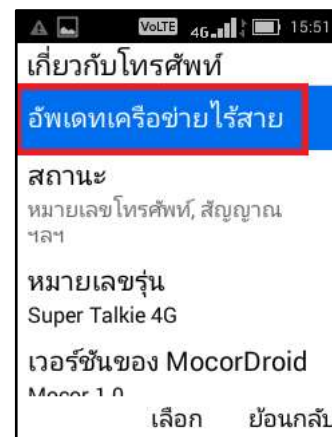 VoLTE 4G 15:51
เกี่ยวกับโทรศัพท์
อัพเดทเครือข่ายไร้สาย
สถานะ
หมายเลขโทรศัพท์, สัญญาณ
ฯลฯ
หมายเลขรุ่น
Super Talkie 4G
เวอร์ชันของ MocorDroid
Mocor 1.0
เลือก ย้อนกลับ